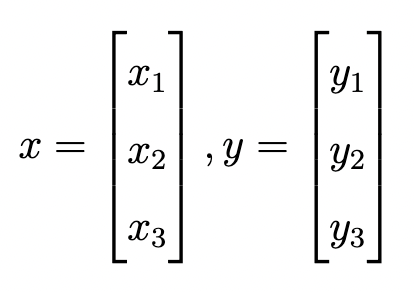 x = [x₁ x₂ x₃], y = [y₁ y₂ y₃]